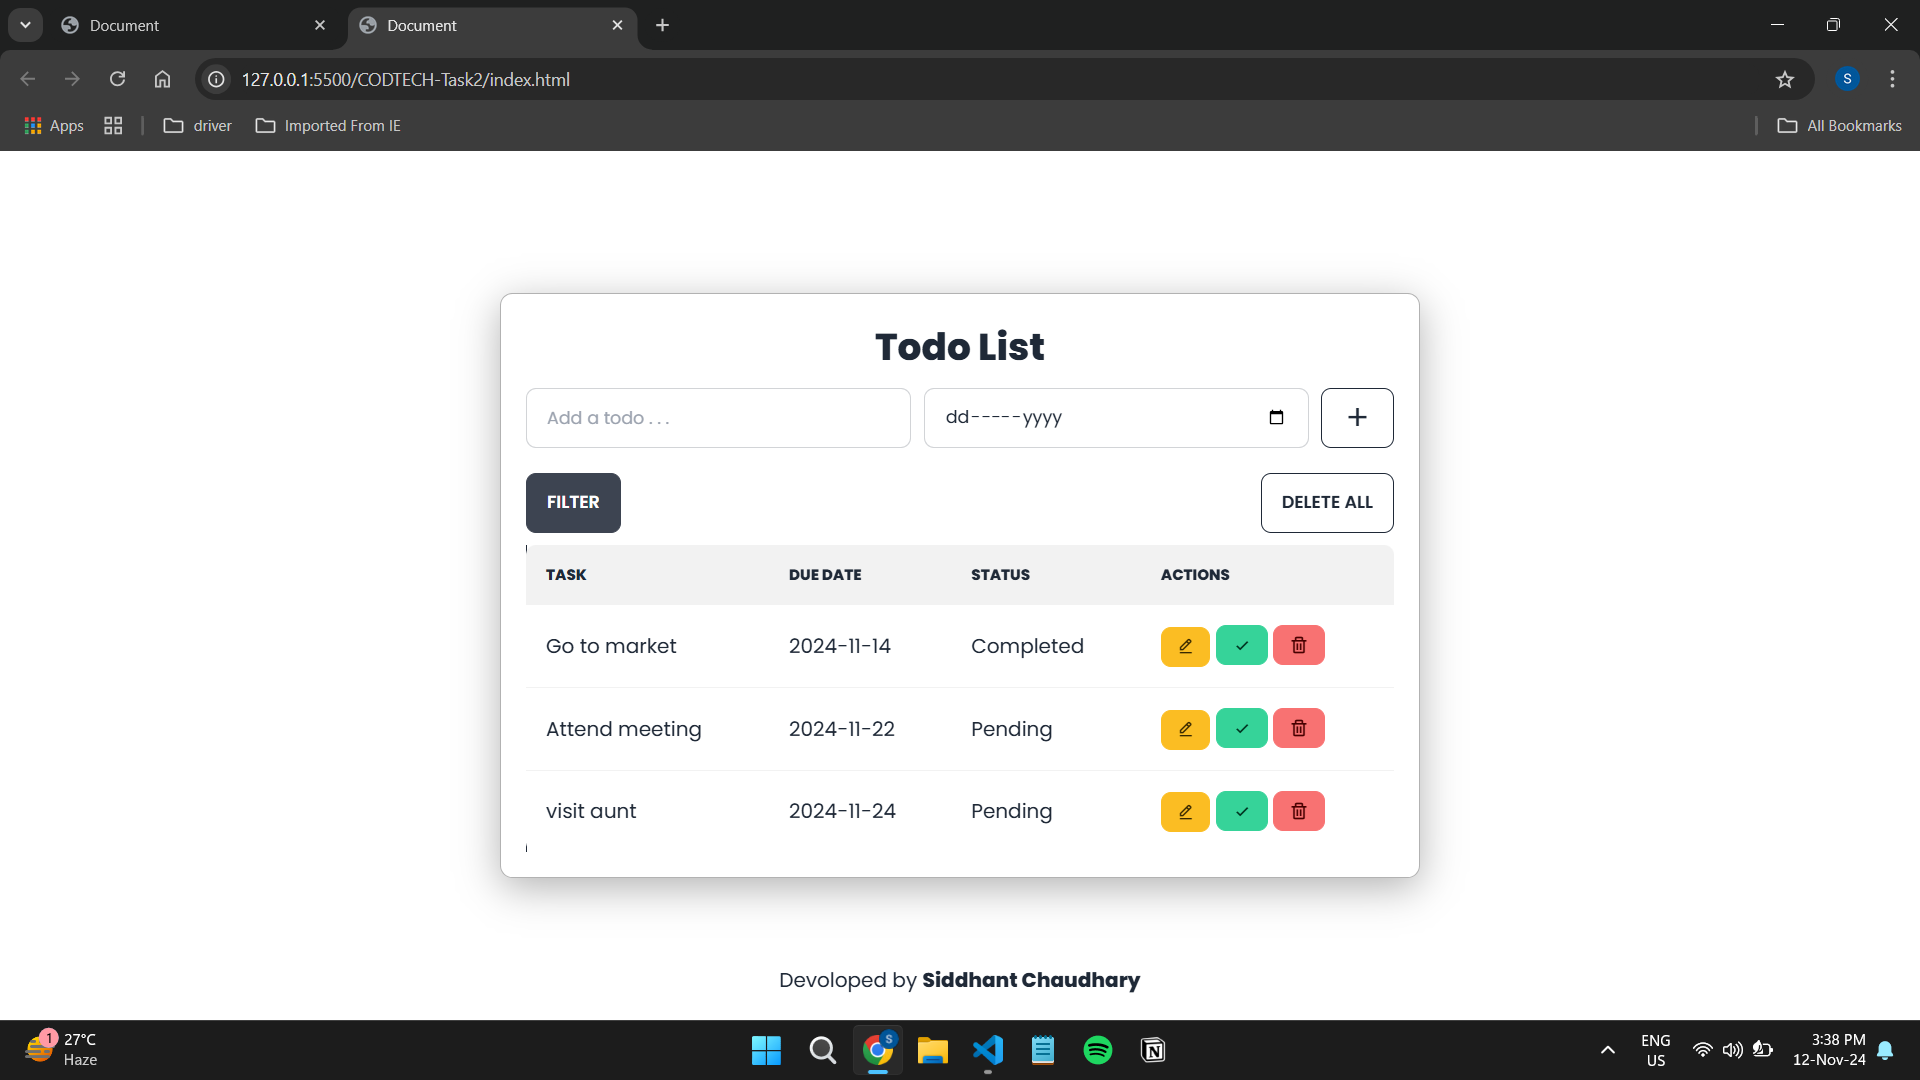 Document
Document
127.0.0.1:5500/CODTECH-Task2/index.html
S
Apps
driver
Imported From IE
All Bookmarks
Todo List
Add a todo . . .
dd-----yyyy
+
FILTER
DELETE ALL
TASK DUE DATE STATUS ACTIONS
Go to market 2024-11-14 Completed
Attend meeting 2024-11-22 Pending
visit aunt 2024-11-24 Pending
Devoloped by Siddhant Chaudhary
1
27°C
Haze
S
N
ENG
US
3:38 PM
12-Nov-24